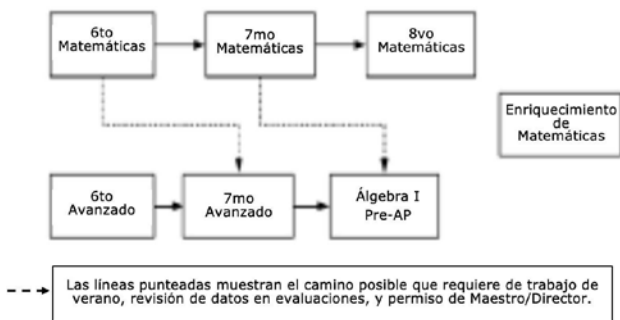 6to
Matemáticas
7mo
Matemáticas
8vo
Matemáticas
Enriquecimiento
de
Matemáticas
6to
Avanzado
7mo
Avanzado
Álgebra I
Pre-AP
Las líneas punteadas muestran el camino posible que requiere de trabajo de
verano, revisión de datos en evaluaciones, y permiso de Maestro/Director.